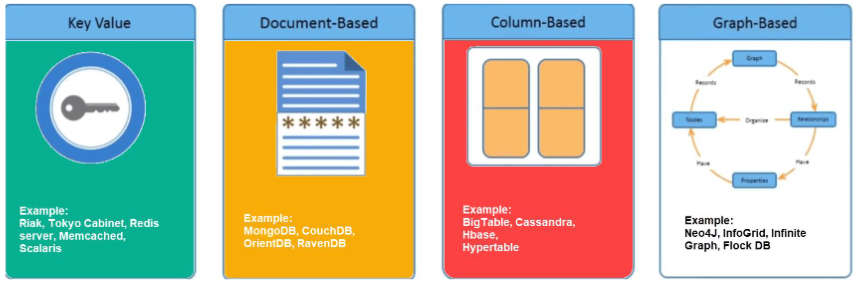 Key Value
Example:
Riak, Tokyo Cabinet, Redis
server, Memcached,
Scalaris
Document-Based
*****
Example:
MongoDB, CouchDB,
OrientDB, RavenDB
Column-Based
Example:
BigTable, Cassandra,
Hbase,
Hypertable
Graph-Based
Graph
Records
Records
Nodes
Organize
Relationships
Have
Have
Properties
Example:
Neo4J, InfoGrid, Infinite
Graph, Flock DB